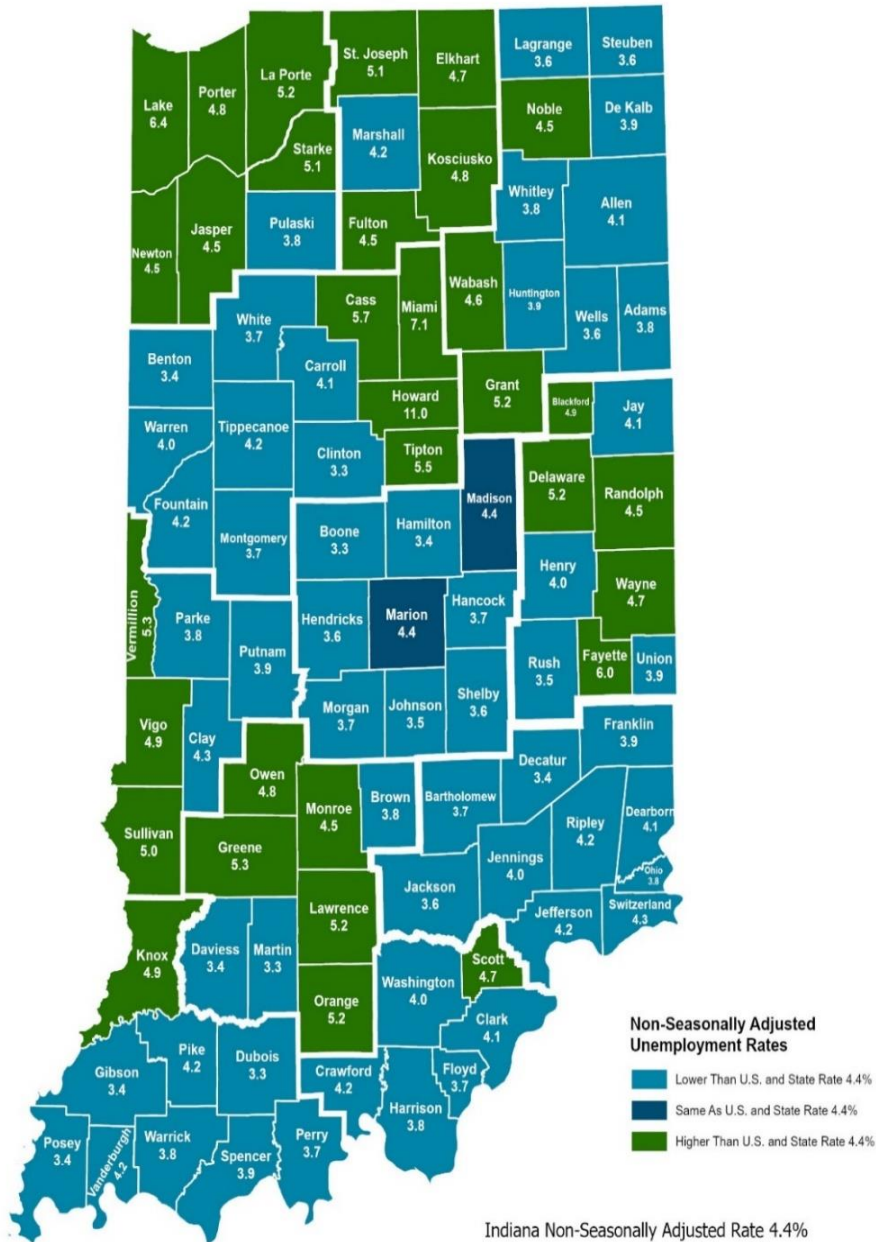 Lagrange
3.6
Steuben
3.6
St. Joseph
5.1
Elkhart
4.7
La Porte
5.2
Porter
4.8
Lake
6.4
Noble
4.5
De Kalb
3.9
Marshall
4.2
Starke
5.1
Kosciusko
4.8
Whitley
3.8
Allen
4.1
Jasper
4.5
Pulaski
3.8
Fulton
4.5
Newton
4.5
Wabash
4.6
Huntington
3.9
Wells
3.6
Adams
3.8
Cass
5.7
Miami
7.1
White
3.7
Carroll
4.1
Benton
3.4
Grant
5.2
Howard
11.0
Blackford
4.9
Jay
4.1
Warren
4.0
Tippecanoe
4.2
Clinton
3.3
Tipton
5.5
Madison
4.4
Delaware
5.2
Randolph
4.5
Fountain
4.2
Montgomery
3.7
Boone
3.3
Hamilton
3.4
Henry
4.0
Wayne
4.7
Vermillion
5.3
Parke
3.8
Putnam
3.9
Hendricks
3.6
Marion
4.4
Hancock
3.7
Rush
3.5
Fayette
6.0
Union
3.9
Vigo
4.9
Clay
4.3
Morgan
3.7
Johnson
3.5
Shelby
3.6
Franklin
3.9
Owen
4.8
Decatur
3.4
Monroe
4.5
Brown
3.8
Bartholomew
3.7
Dearborn
4.1
Ripley
4.2
Sullivan
5.0
Greene
5.3
Jennings
4.0
Ohio
3.8
Jackson
3.6
Jefferson
4.2
Switzerland
4.3
Lawrence
5.2
Knox
4.9
Daviess
3.4
Martin
3.3
Scott
4.7
Washington
4.0
Orange
5.2
Clark
4.1
Pike
4.2
Dubois
3.3
Gibson
3.4
Crawford
4.2
Floyd
3.7
Harrison
3.8
Posey
3.4
Vanderburgh
4.2
Warrick
3.8
Spencer
3.9
Perry
3.7
Non-Seasonally Adjusted
Unemployment Rates
Lower Than U.S. and State Rate 4.4%
Same As U.S. and State Rate 4.4%
Higher Than U.S. and State Rate 4.4%
Indiana Non-Seasonally Adjusted Rate 4.4%